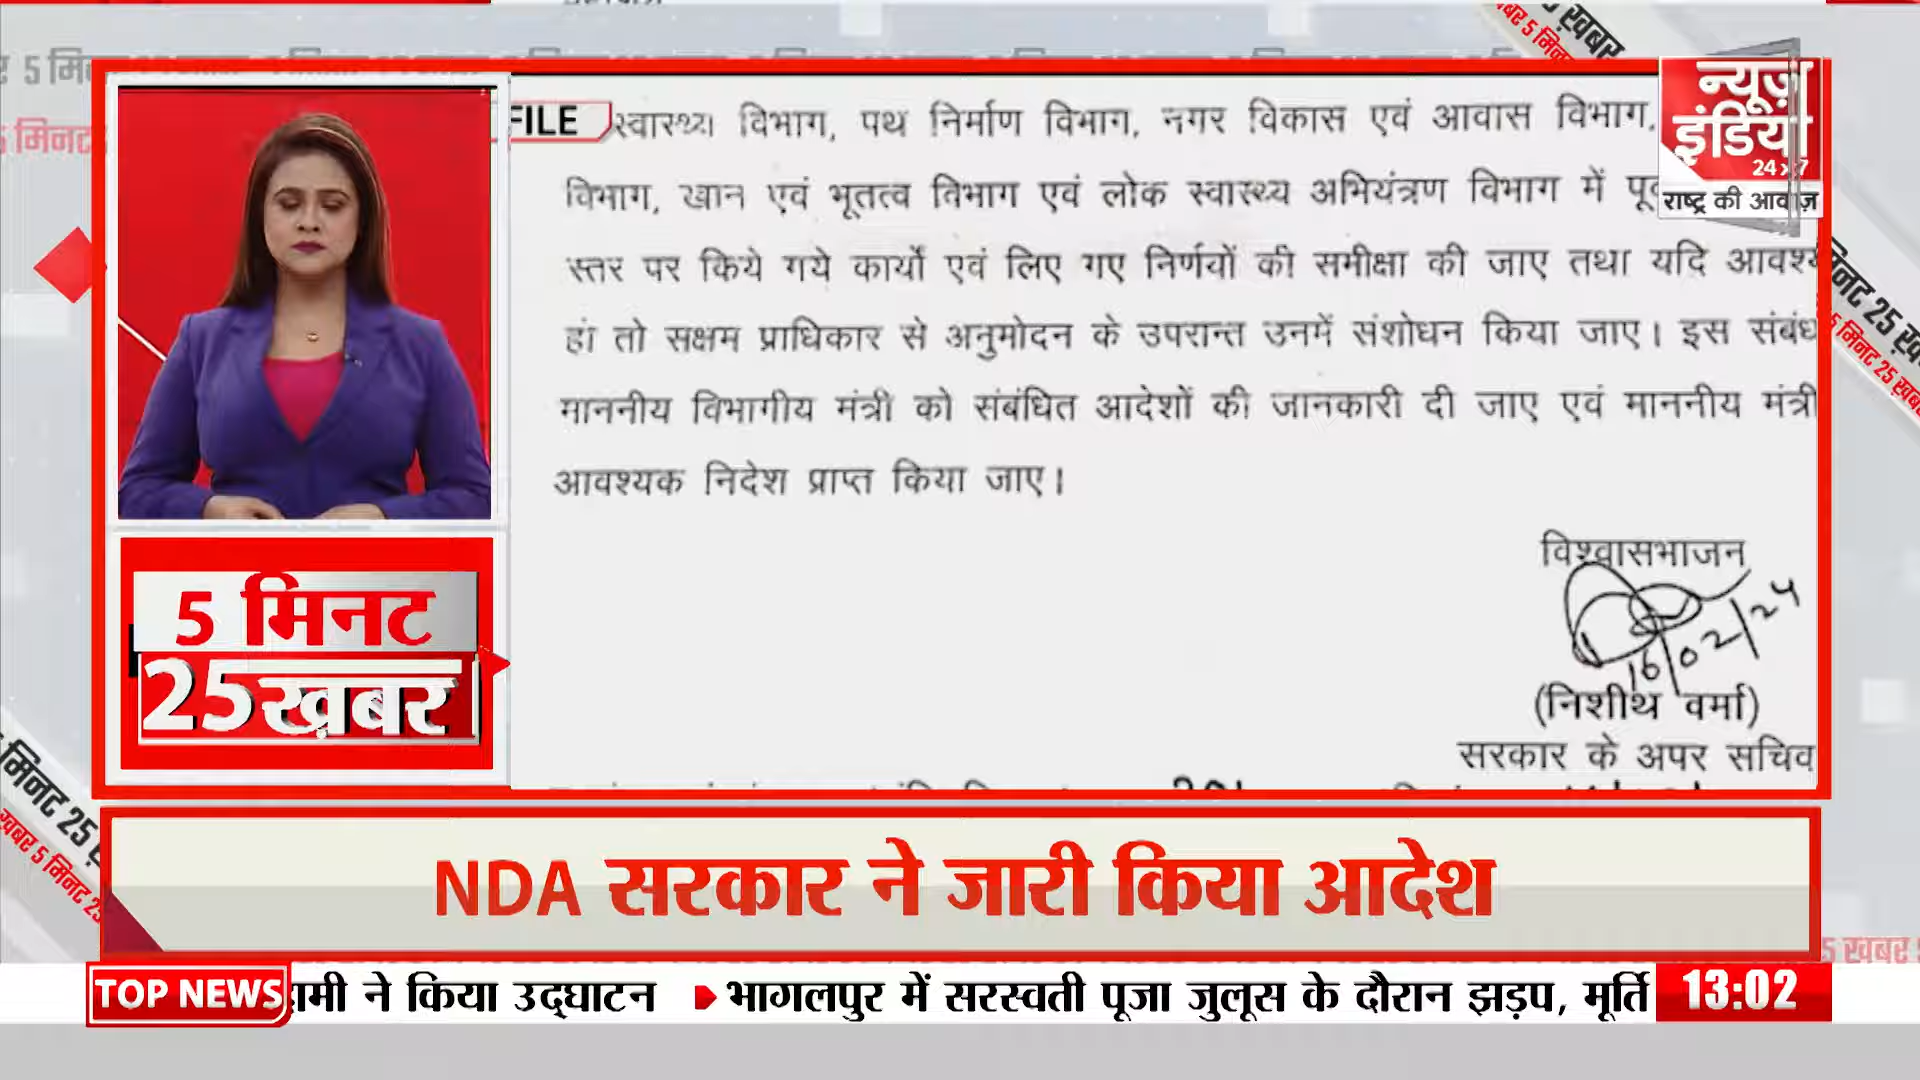 FILE
स्वास्थ्य विभाग, पथ निर्माण विभाग, नगर विकास एवं आवास विभाग,
विभाग, खान एवं भूतत्व विभाग एवं लोक स्वास्थ्य अभियंत्रण विभाग में
स्तर पर किये गये कार्यों एवं लिए गए निर्णयों की समीक्षा की जाए तथा यदि
हो तो सक्षम प्राधिकार से अनुमोदन के उपरान्त उनमें संशोधन किया जाए। इस संबंध
माननीय विभागीय मंत्री को संबंधित आदेशों की जानकारी दी जाए एवं माननीय मंत्री
आवश्यक निदेश प्राप्त किया जाए।
विश्वासभाजन
16/02/24
(निशीथ वर्मा)
सरकार के अपर सचिव
न्यूज़
इंडिया
24x7
राष्ट्र की आवाज़
5 मिनट
25 ख़बर
NDA सरकार ने जारी किया आदेश
TOP NEWS
ने किया उद्घाटन भागलपुर में सरस्वती पूजा जुलूस के दौरान झड़प, मूर्ति
13:02